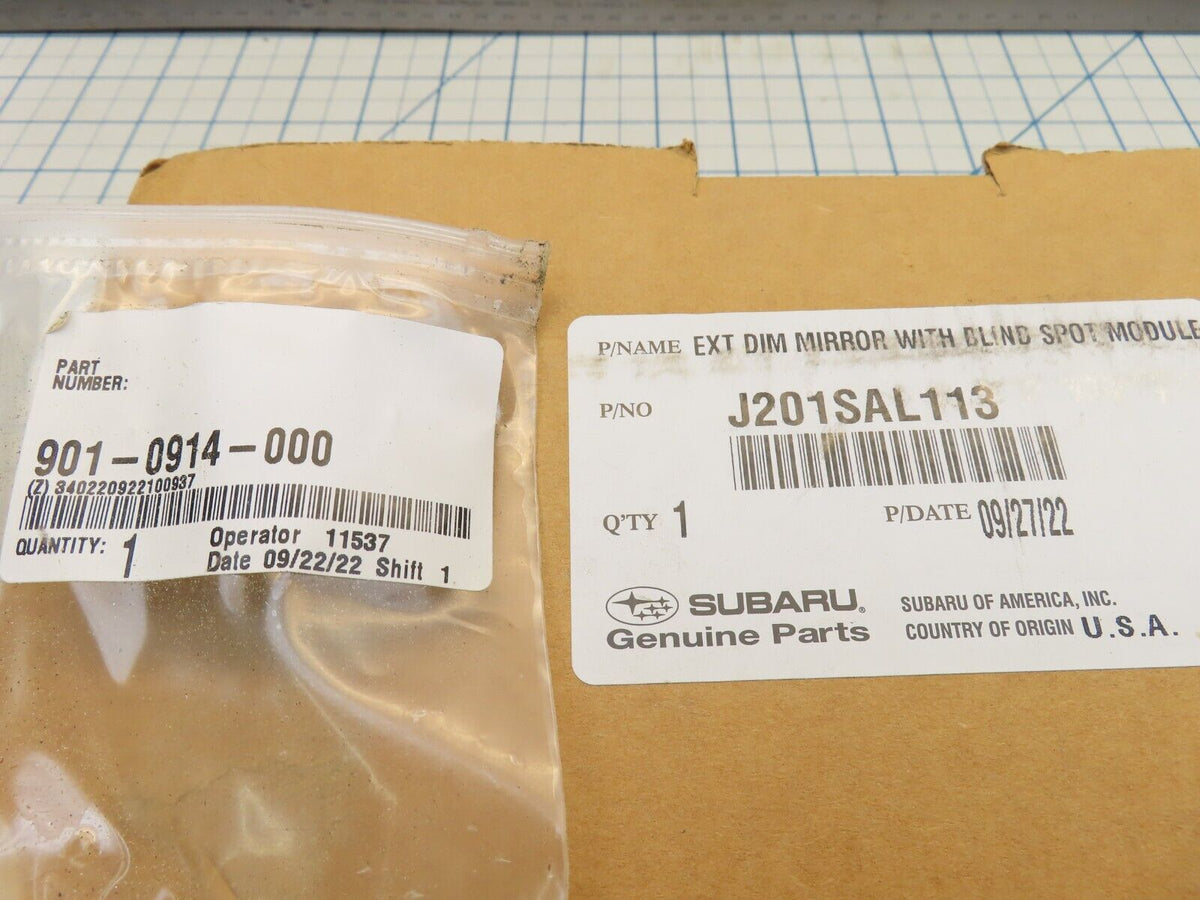 PART
NUMBER:
901-0914-000
(Z) 340220922100937
QUANTITY: 1
Operator 11537
Date 09/22/22 Shift 1
P/NAME EXT DIM MIRROR WITH BLIND SPOT MODULE
P/NO J201SAL113
Q'TY 1 P/DATE 09/27/22
SUBARU®
Genuine Parts
SUBARU OF AMERICA, INC.
COUNTRY OF ORIGIN U.S.A.